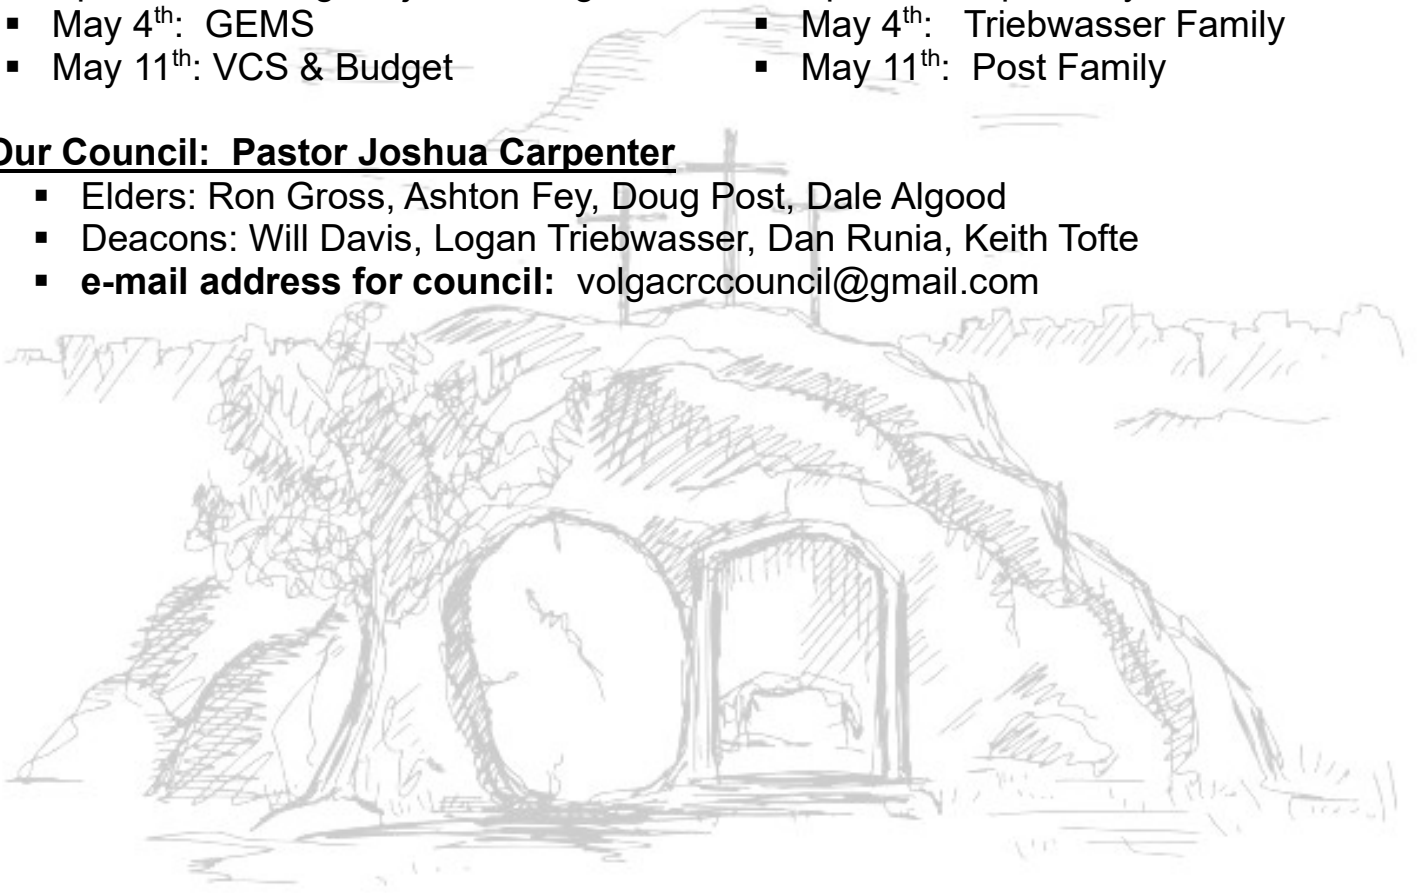 ▪ May 4th: GEMS
▪ May 11th: VCS & Budget
▪ May 4th: Triebwasser Family
▪ May 11th: Post Family
Our Council: Pastor Joshua Carpenter
▪ Elders: Ron Gross, Ashton Fey, Doug Post, Dale Algood
▪ Deacons: Will Davis, Logan Triebwasser, Dan Runia, Keith Tofte
▪ e-mail address for council: volgacrccouncil@gmail.com